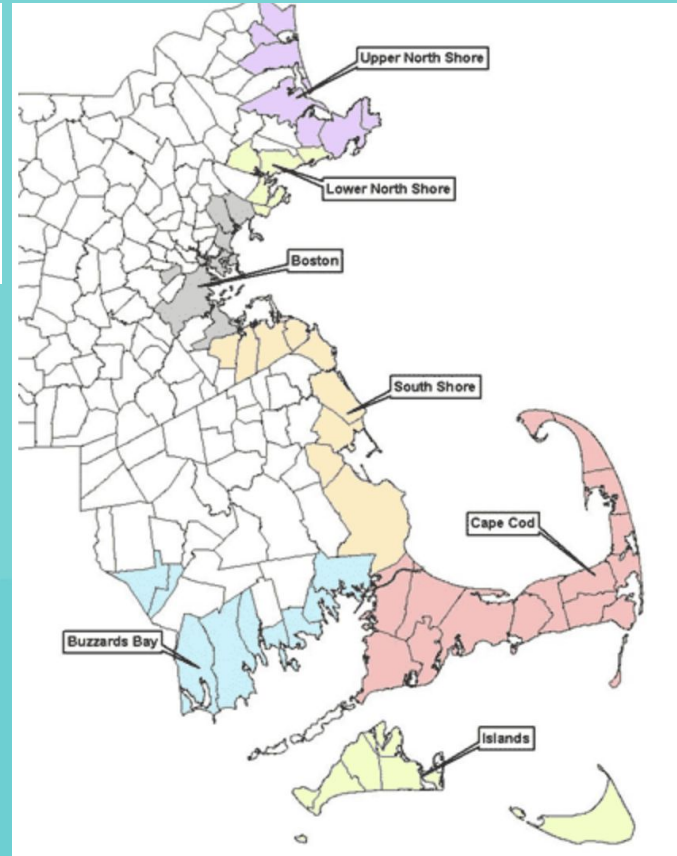 Upper North Shore
Lower North Shore
Boston
South Shore
Cape Cod
Buzzards Bay
Islands